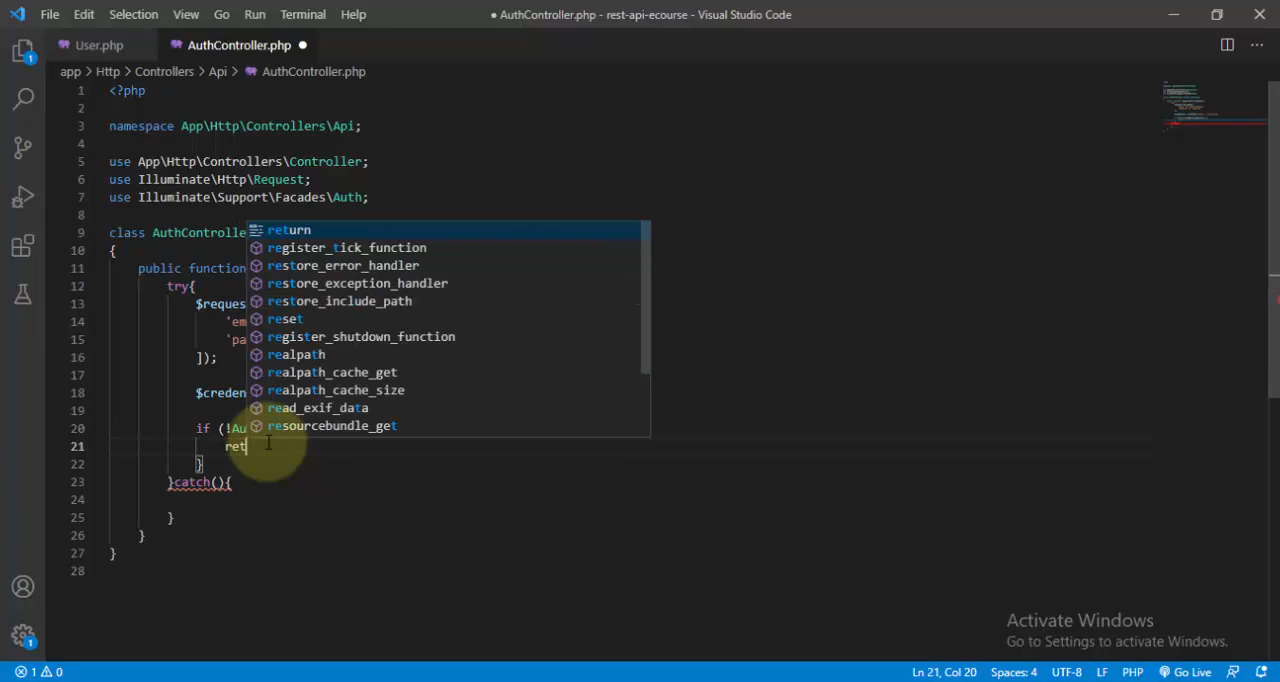 File Edit Selection View Go Run Terminal Help
● AuthController.php - rest-api-ecourse - Visual Studio Code
User.php AuthController.php ●
app > Http > Controllers > Api > AuthController.php
1 <?php
2
3 namespace App\Http\Controllers\Api;
4
5 use App\Http\Controllers\Controller;
6 use Illuminate\Http\Request;
7 use Illuminate\Support\Facades\Auth;
8
9 class AuthControlle
10 {
11 public function
12 try{
13 $reques
14 'em
15 'pa
16 ]);
17
18 $creden
19
20 if (!Au
21 ret
22 }
23 }catch(){
24
25 }
26 }
27 }
28
return
register_tick_function
restore_error_handler
restore_exception_handler
restore_include_path
reset
register_shutdown_function
realpath
realpath_cache_get
realpath_cache_size
read_exif_data
resourcebundle_get
1
1
Activate Windows
Go to Settings to activate Windows.
1 0 Ln 21, Col 20 Spaces: 4 UTF-8 LF PHP Go Live